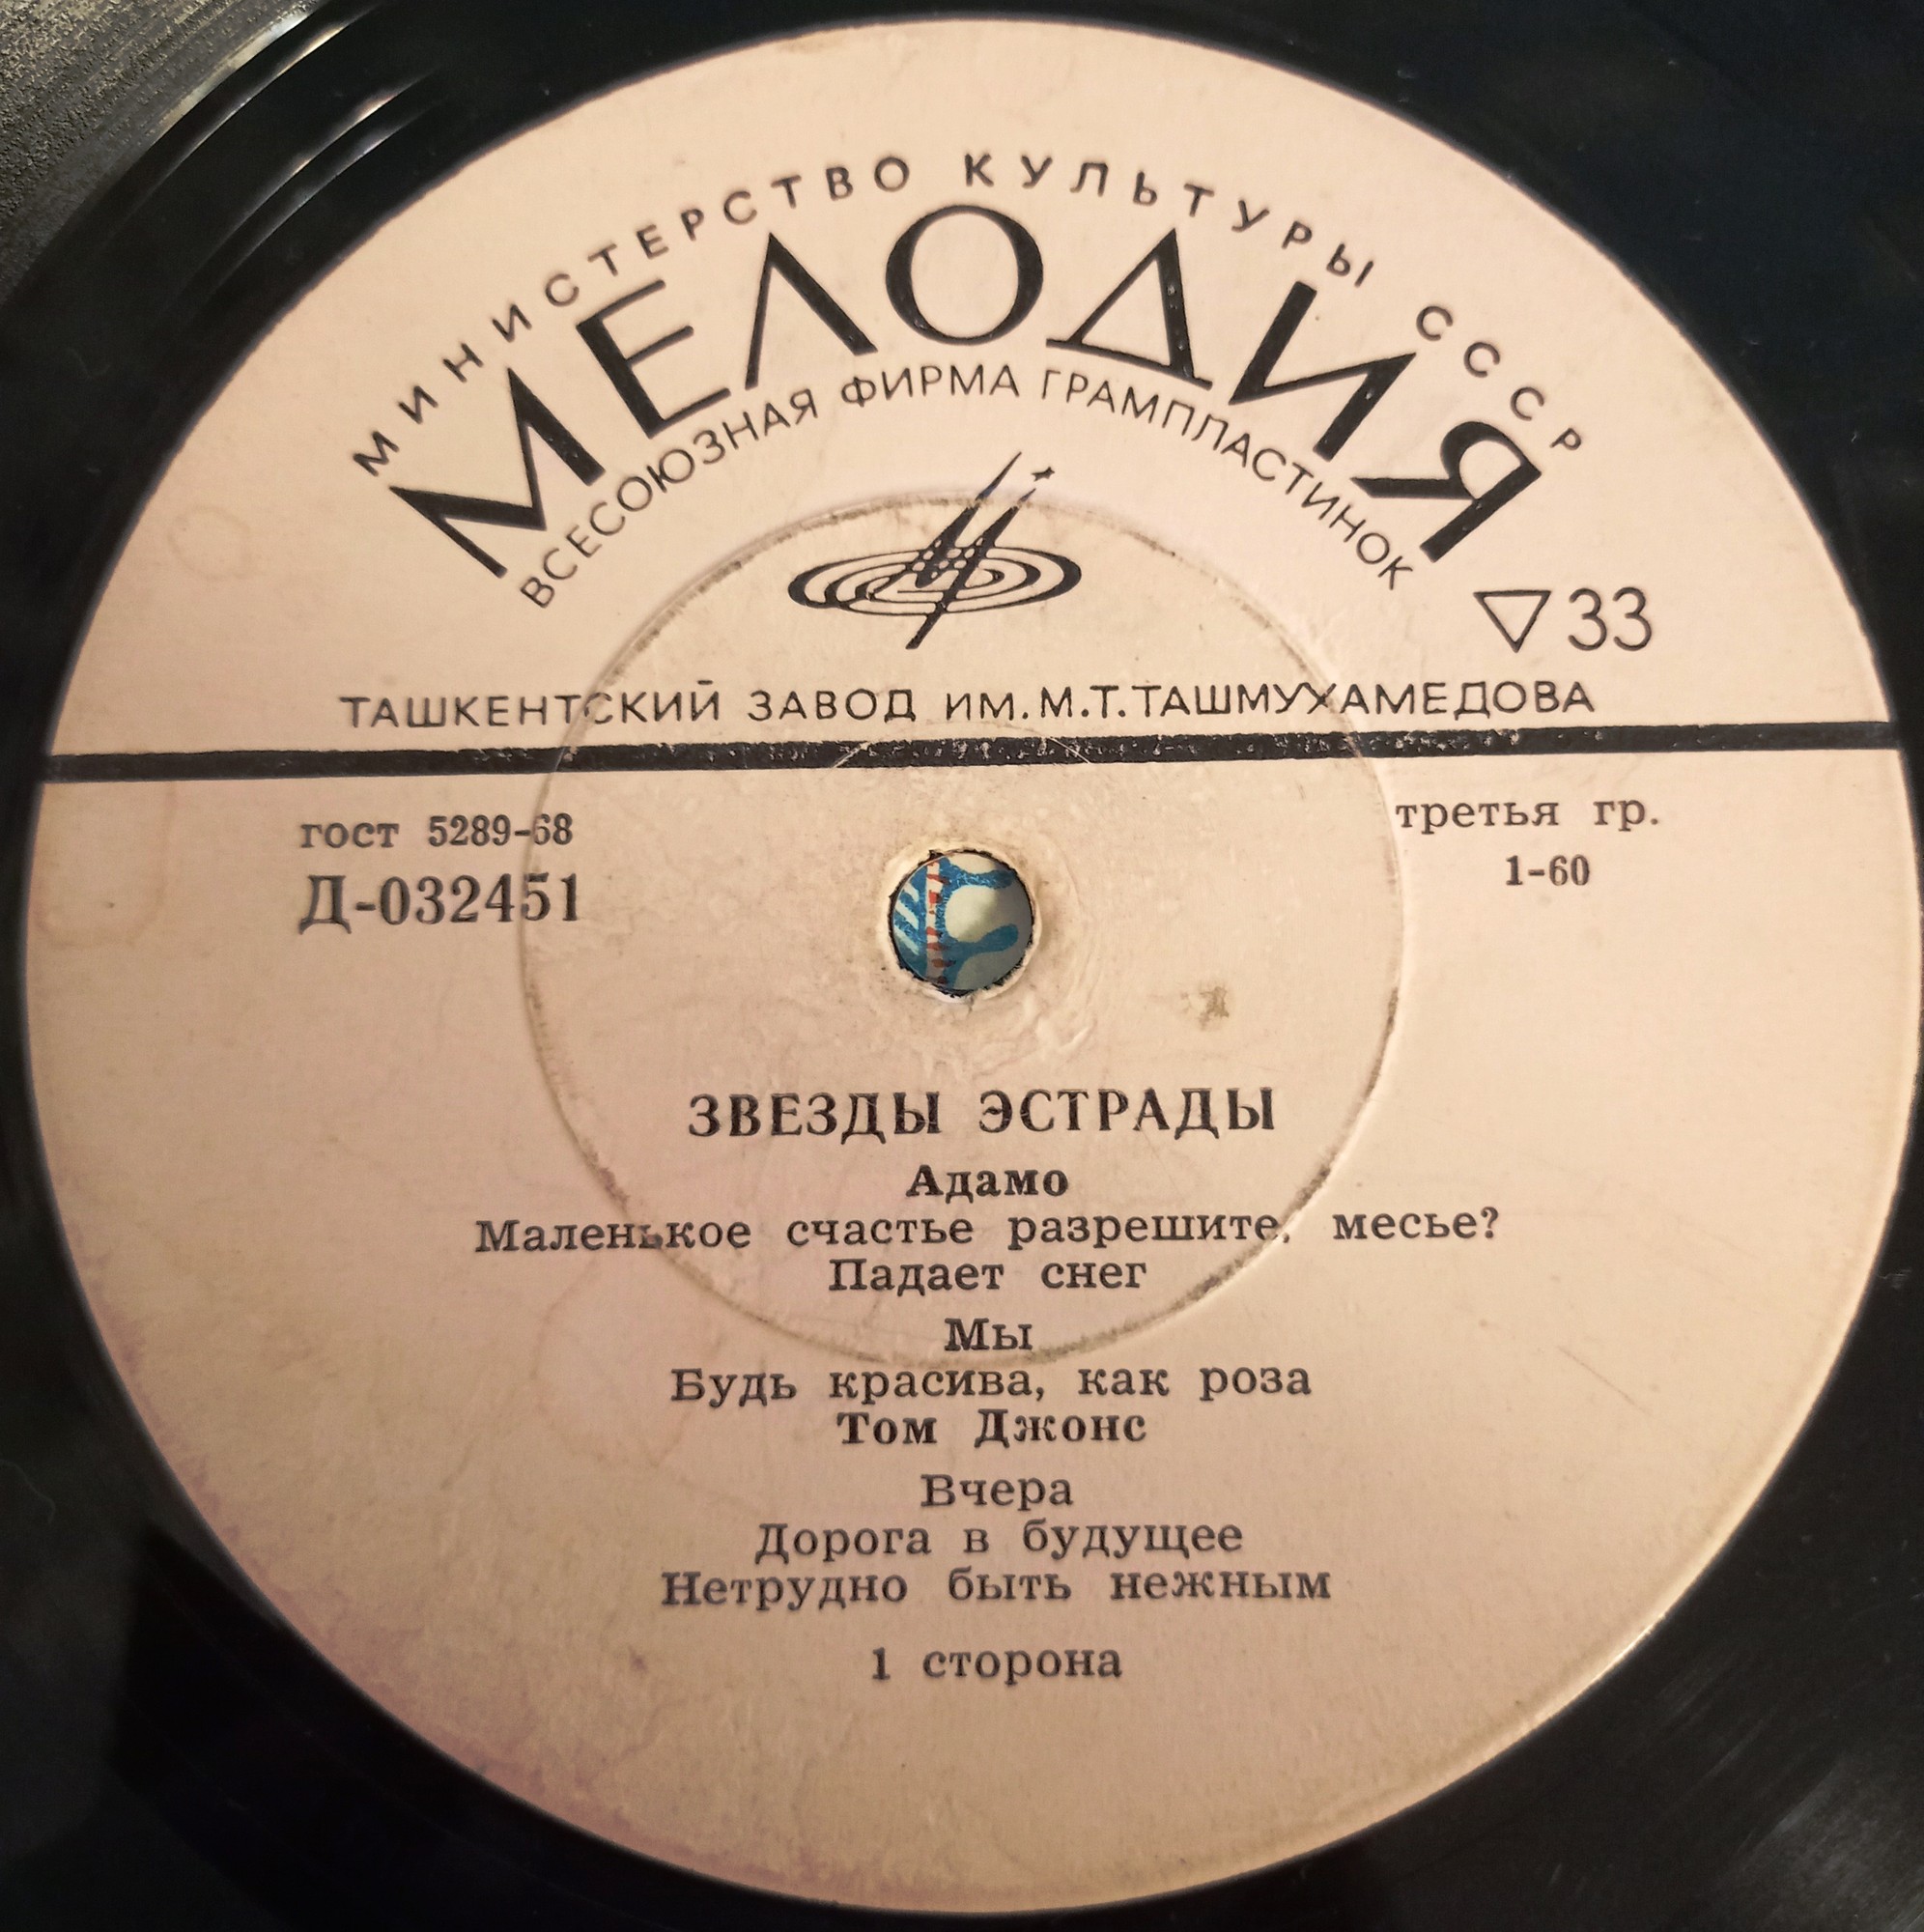 МИНИСТЕРСТВО КУЛЬТУРЫ СССР
МЕЛОДИЯ
ВСЕСОЮЗНАЯ ФИРМА ГРАМПЛАСТИНОК
▽33
ТАШКЕНТСКИЙ ЗАВОД ИМ.М.Т.ТАШМУХАМЕДОВА
гост 5289-68
Д-032451
третья гр.
1-60
ЗВЕЗДЫ ЭСТРАДЫ
Адамо
Маленькое счастье разрешите, месье?
Падает снег
Мы
Будь красива, как роза
Том Джонс
Вчера
Дорога в будущее
Нетрудно быть нежным
1 сторона